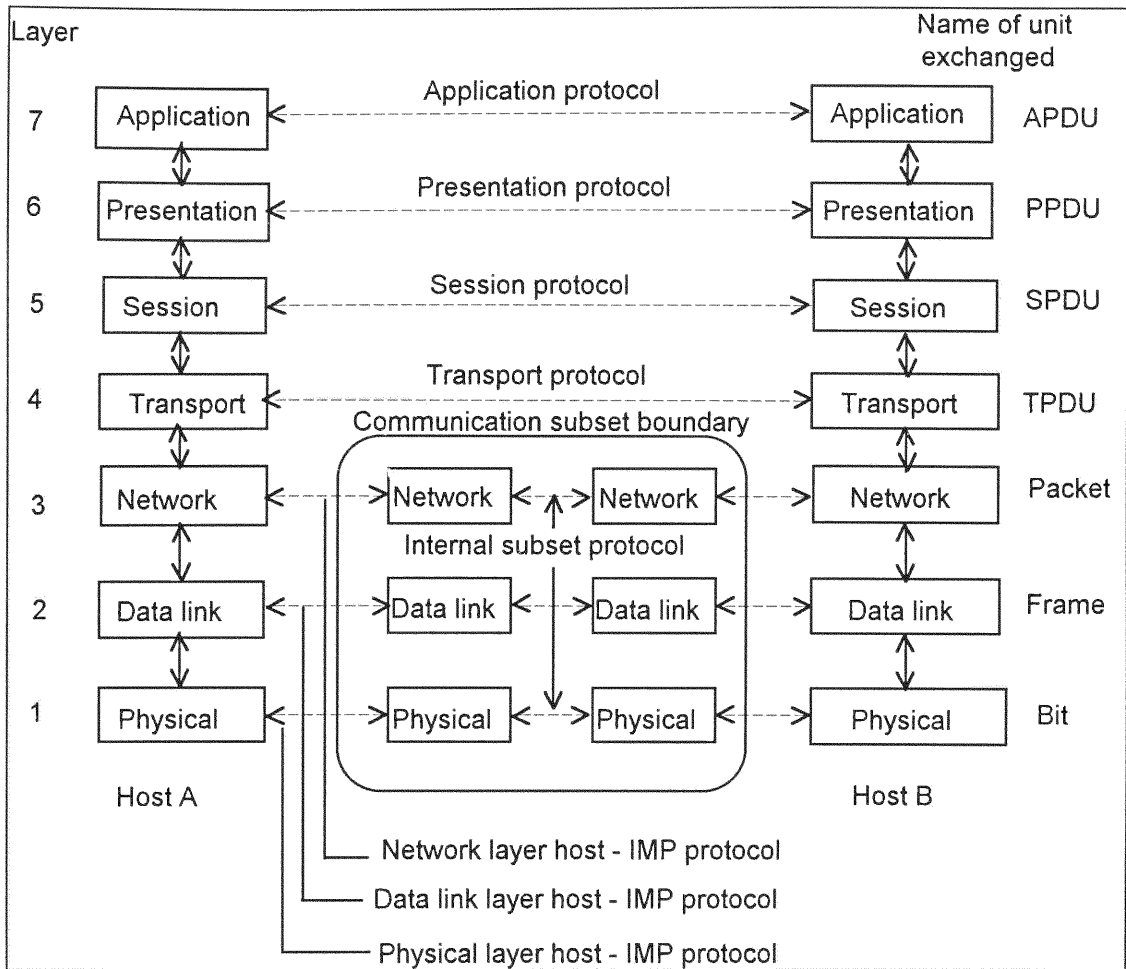 Layer
Name of unit
exchanged
7
Application
Application protocol
Application
APDU
6
Presentation
Presentation protocol
Presentation
PPDU
5
Session
Session protocol
Session
SPDU
4
Transport
Transport protocol
Transport
TPDU
Communication subset boundary
3
Network
Network
Network
Network
Packet
Internal subset protocol
2
Data link
Data link
Data link
Data link
Frame
1
Physical
Physical
Physical
Physical
Bit
Host A
Host B
Network layer host - IMP protocol
Data link layer host - IMP protocol
Physical layer host - IMP protocol